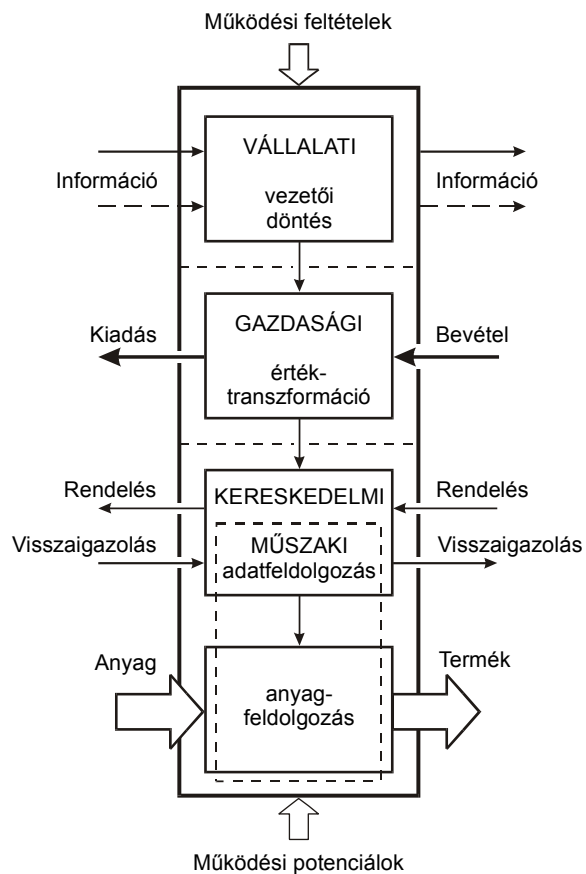 Működési feltételek
VÁLLALATI
Információ
Információ
vezetői
döntés
Kiadás
GAZDASÁGI
Bevétel
érték-
transzformáció
Rendelés
KERESKEDELMI
Rendelés
Visszaigazolás
MŰSZAKI
Visszaigazolás
adatfeldolgozás
Anyag
Termék
anyag-
feldolgozás
Működési potenciálok